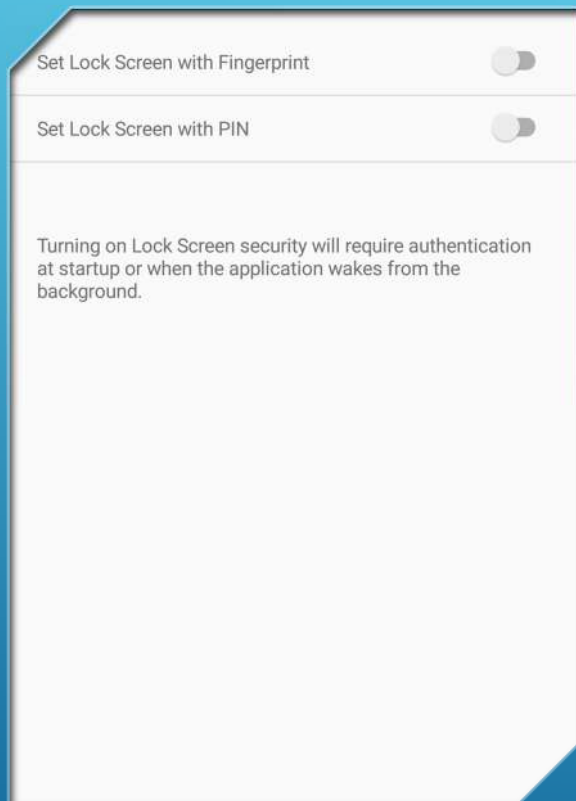 Set Lock Screen with Fingerprint
Set Lock Screen with PIN
Turning on Lock Screen security will require authentication
at startup or when the application wakes from the
background.